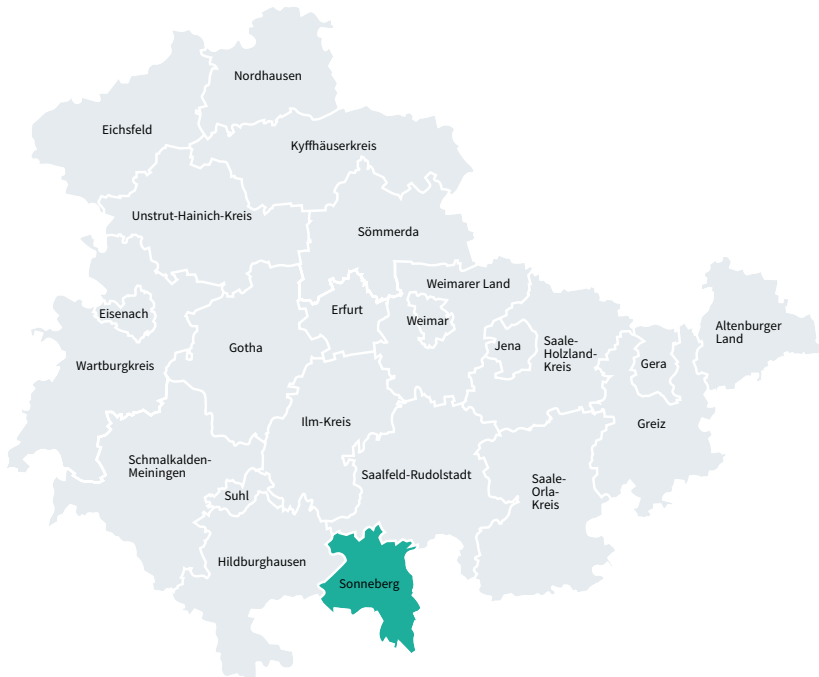 Nordhausen
Eichsfeld
Kyffhäuserkreis
Unstrut-Hainich-Kreis
Sömmerda
Weimarer Land
Eisenach
Erfurt
Weimar
Altenburger
Land
Gotha
Jena
Saale-
Holzland-
Kreis
Wartburgkreis
Gera
Ilm-Kreis
Greiz
Schmalkalden-
Meiningen
Saalfeld-Rudolstadt
Saale-
Orla-
Kreis
Suhl
Hildburghausen
Sonneberg